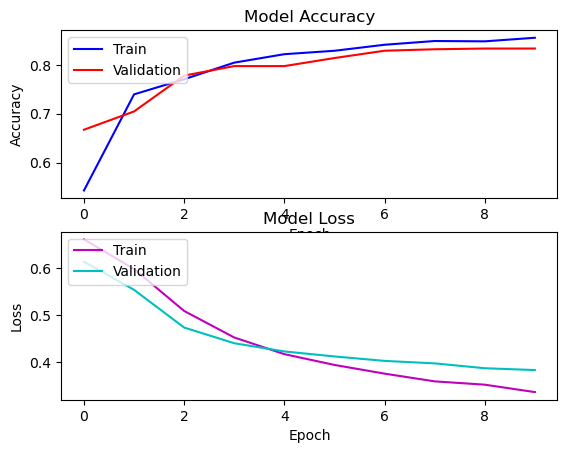 Model Accuracy
Train
Validation
Accuracy
0.8
0.7
0.6
0 2 4 6 8
Model Loss
Train
Validation
Loss
0.6
0.5
0.4
0 2 4 6 8
Epoch